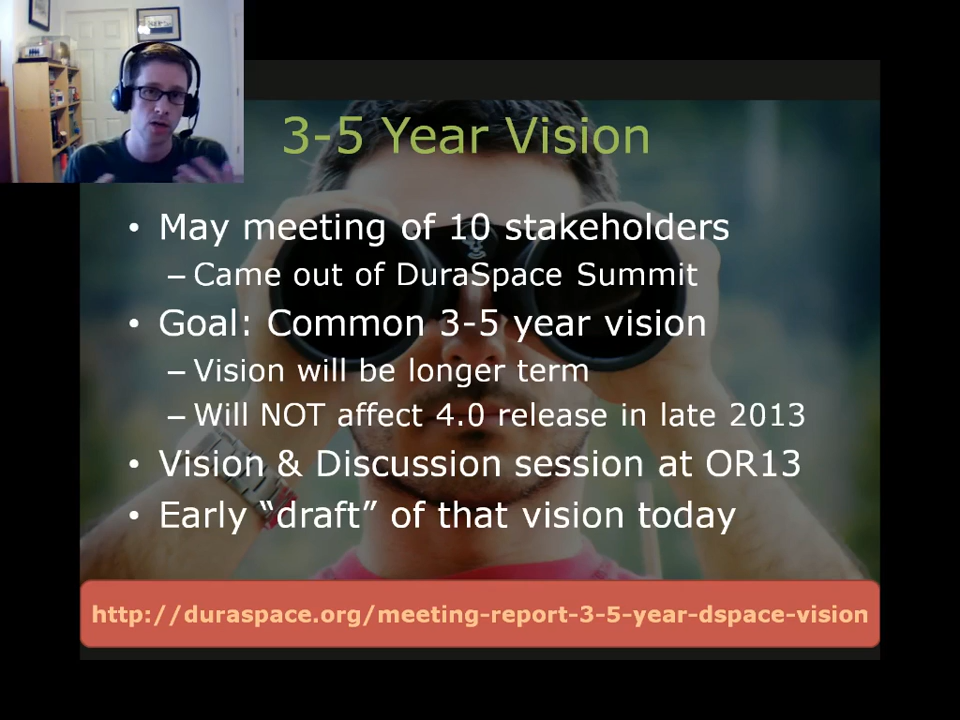 3-5 Year Vision
• May meeting of 10 stakeholders
– Came out of DuraSpace Summit
• Goal: Common 3-5 year vision
– Vision will be longer term
– Will NOT affect 4.0 release in late 2013
• Vision & Discussion session at OR13
• Early “draft” of that vision today
http://duraspace.org/meeting-report-3-5-year-dspace-vision